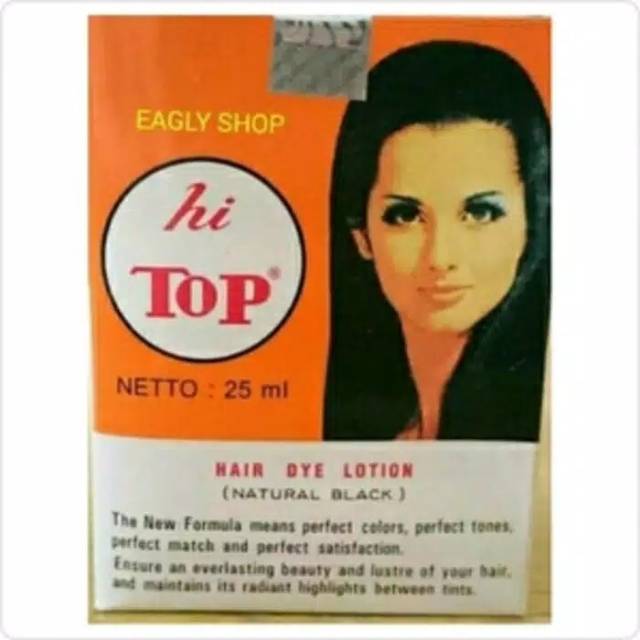 EAGLY SHOP
hi
TOP®
NETTO : 25 ml
HAIR DYE LOTION
(NATURAL BLACK)
The New Formula means perfect colors, perfect tones,
perfect match and perfect satisfaction.
Ensure an everlasting beauty and lustre of your hair,
and maintains its radiant highlights between tints.